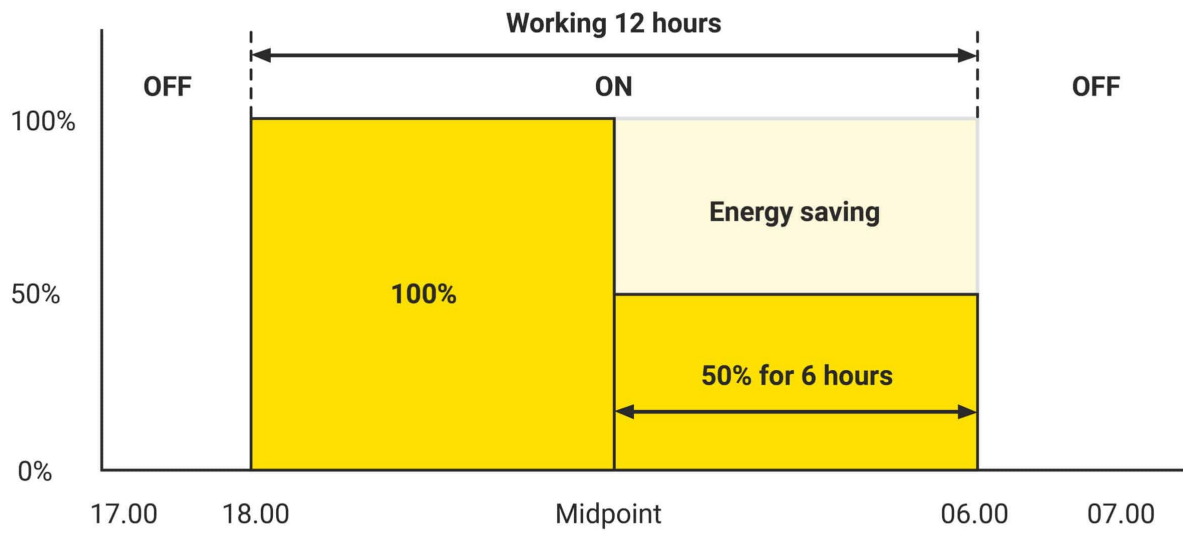 Working 12 hours
OFF
ON
OFF
100%
Energy saving
50%
100%
50% for 6 hours
0%
17.00
18.00
Midpoint
06.00
07.00